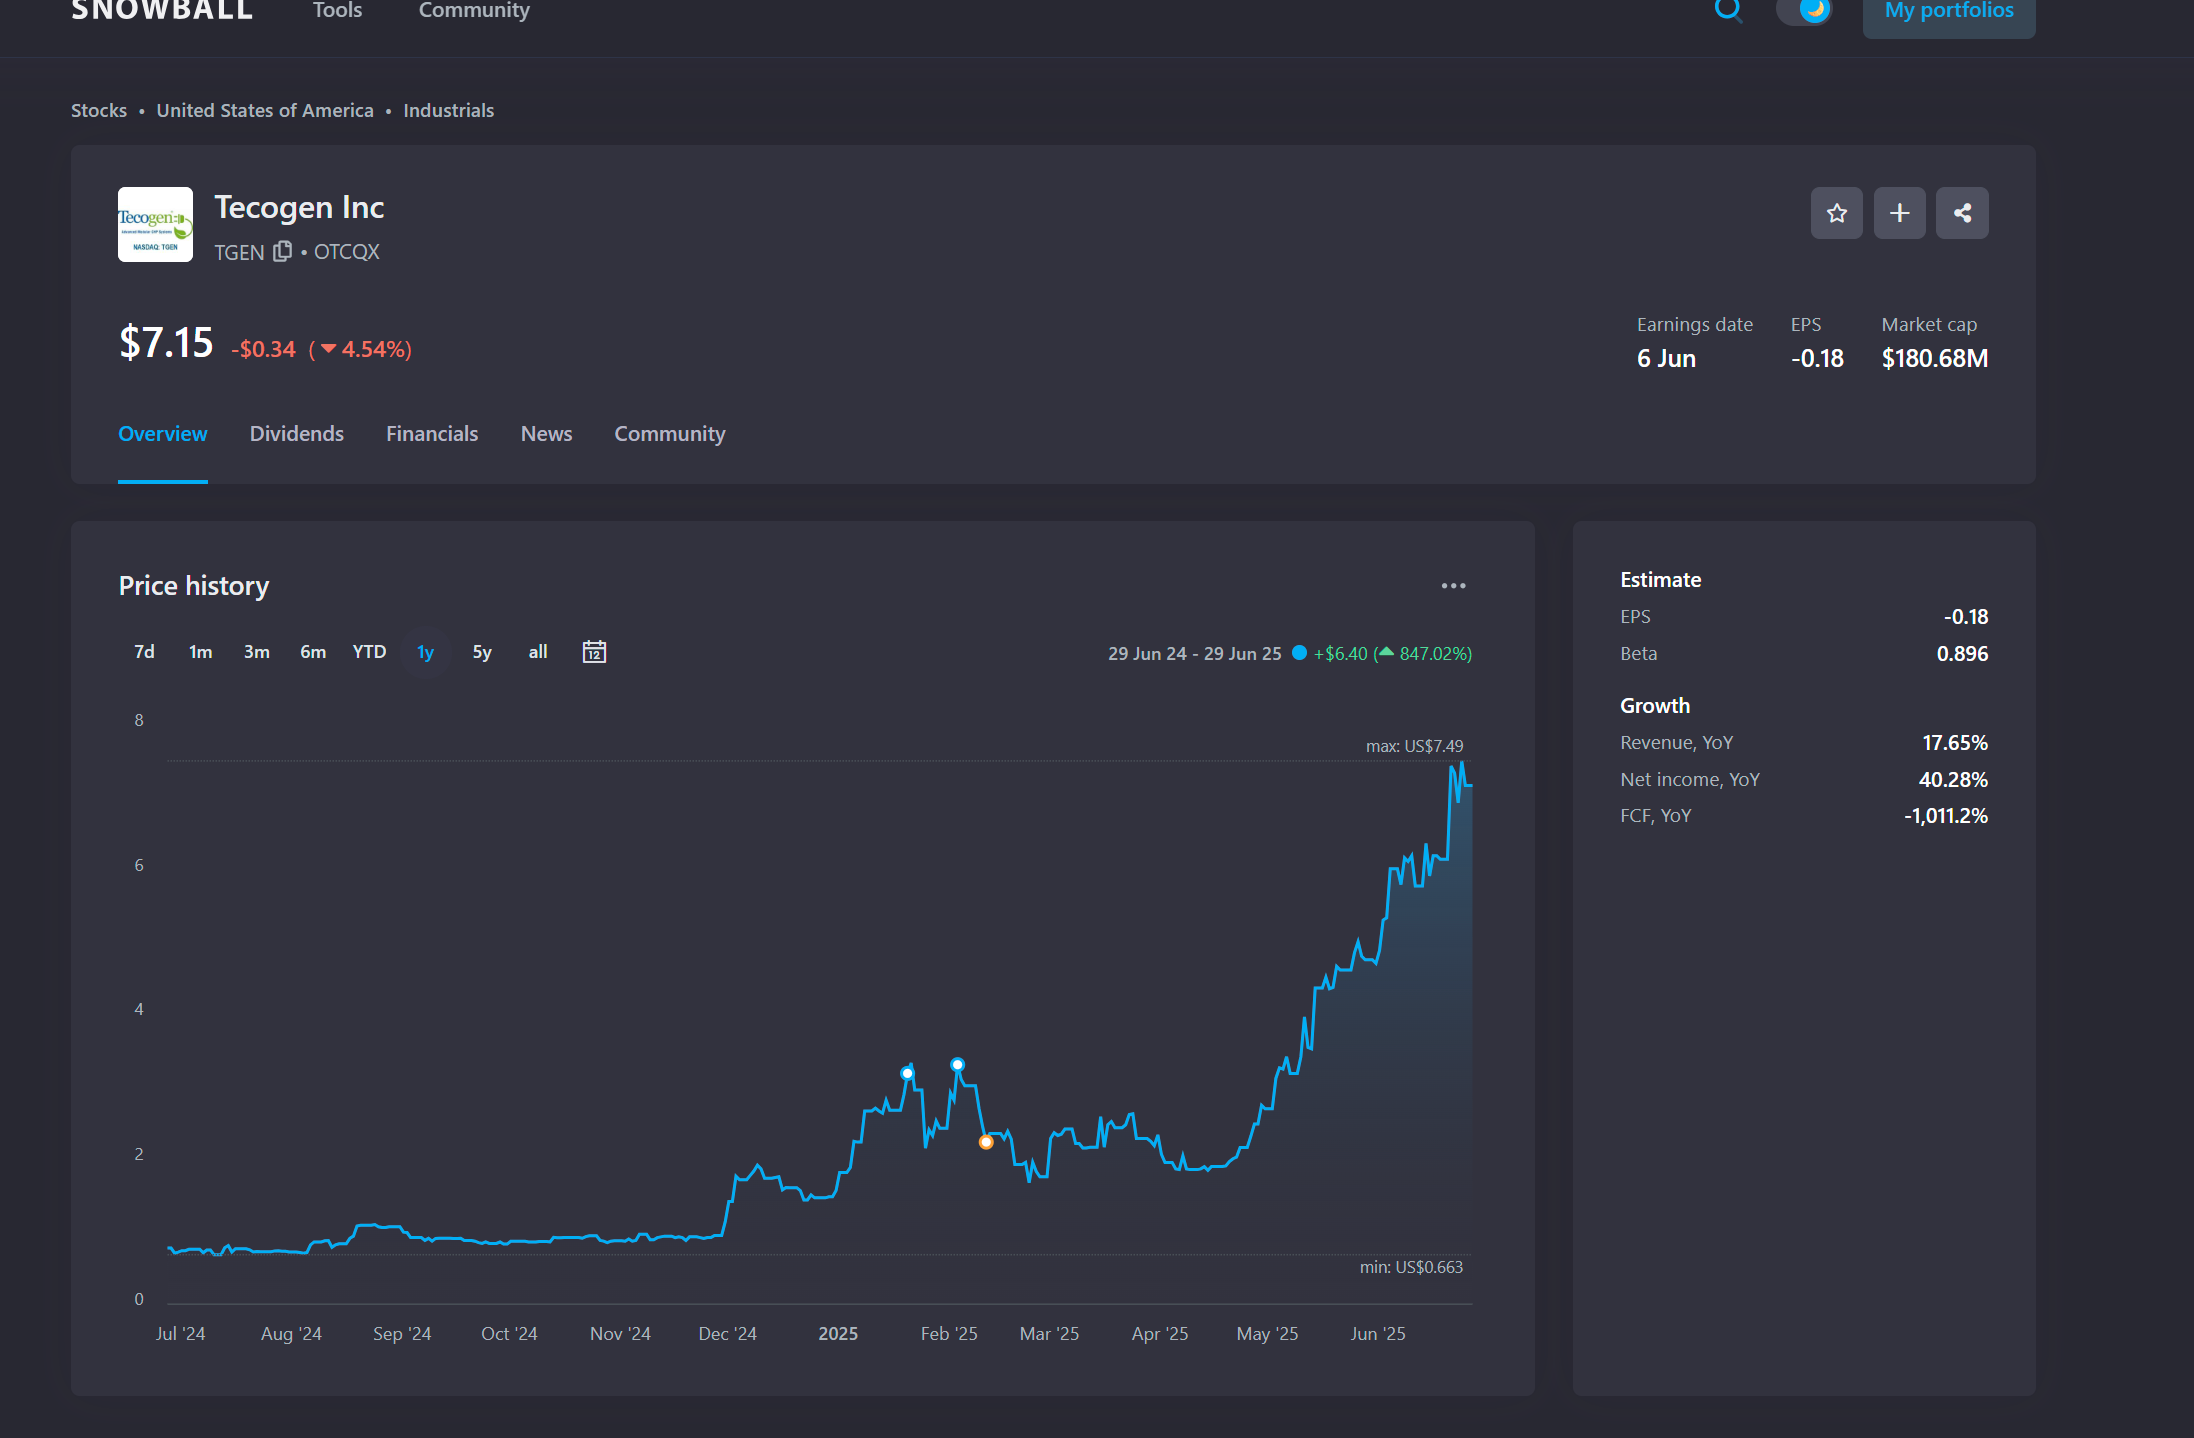 SNOWBALL Tools Community My portfolios
Stocks • United States of America • Industrials
Tecogen
Advanced Modular CHP Systems
NASDAQ: TGEN
Tecogen Inc
TGEN • OTCQX
$7.15 -$0.34 (▼4.54%)
Earnings date EPS Market cap
6 Jun -0.18 $180.68M
Overview Dividends Financials News Community
Price history
7d 1m 3m 6m YTD 1y 5y all 12
29 Jun 24 - 29 Jun 25 +$6.40 (▲ 847.02%)
8
max: US$7.49
6
4
2
min: US$0.663
0
Jul '24 Aug '24 Sep '24 Oct '24 Nov '24 Dec '24 2025 Feb '25 Mar '25 Apr '25 May '25 Jun '25
Estimate
EPS -0.18
Beta 0.896
Growth
Revenue, YoY 17.65%
Net income, YoY 40.28%
FCF, YoY -1,011.2%